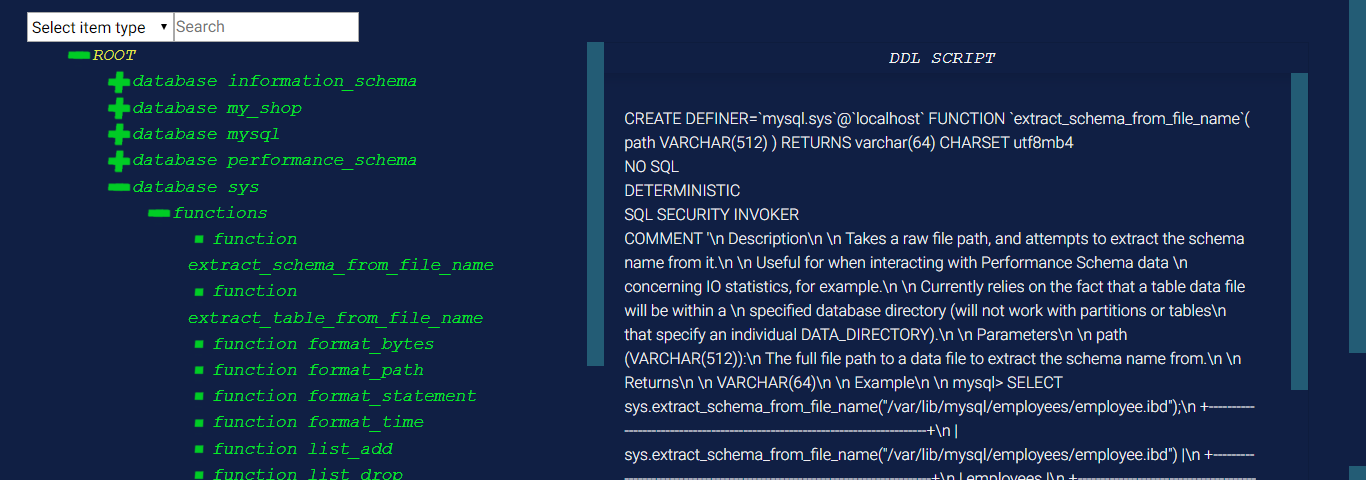 Select item type
Search
ROOT
database information_schema
database my_shop
database mysql
database performance_schema
database sys
functions
function
extract_schema_from_file_name
function
extract_table_from_file_name
function format_bytes
function format_path
function format_statement
function format_time
function list_add
function list_drop
DDL SCRIPT
CREATE DEFINER=`mysql.sys`@`localhost` FUNCTION `extract_schema_from_file_name`(
path VARCHAR(512) ) RETURNS varchar(64) CHARSET utf8mb4
NO SQL
DETERMINISTIC
SQL SECURITY INVOKER
COMMENT '\n Description\n \n Takes a raw file path, and attempts to extract the schema
name from it.\n \n Useful for when interacting with Performance Schema data \n
concerning IO statistics, for example.\n \n Currently relies on the fact that a table data file
will be within a \n specified database directory (will not work with partitions or tables\n
that specify an individual DATA_DIRECTORY).\n \n Parameters\n \n path
(VARCHAR(512)):\n The full file path to a data file to extract the schema name from.\n \n
Returns\n \n VARCHAR(64)\n \n Example\n \n mysql> SELECT
sys.extract_schema_from_file_name("/var/lib/mysql/employees/employee.ibd");\n +----------
----------------------------------------------------------------+\n |
sys.extract_schema_from_file_name("/var/lib/mysql/employees/employee.ibd") |\n +----------
----------------------------------------------------------------+\n | employees |\n +---------------------------------------